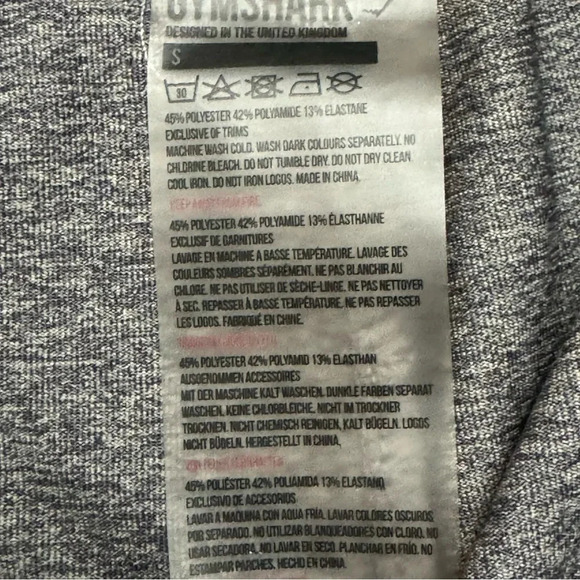 GYMSHARK
DESIGNED IN THE UNITED KINGDOM
S
30
45% POLYESTER 42% POLYAMIDE 13% ELASTANE
EXCLUSIVE OF TRIMS
MACHINE WASH COLD. WASH DARK COLOURS SEPARATELY. NO
CHLORINE BLEACH. DO NOT TUMBLE DRY. DO NOT DRY CLEAN.
COOL IRON. DO NOT IRON LOGOS. MADE IN CHINA.
KEEP AWAY FROM FIRE
45% POLYESTER 42% POLYAMIDE 13% ÉLASTHANNE
EXCLUSIF DE GARNITURES
LAVAGE EN MACHINE A BASSE TEMPÉRATURE. LAVAGE DES
COULEURS SOMBRES SÉPARÉMENT. NE PAS BLANCHIR AU
CHLORE. NE PAS UTILISER DE SÈCHE-LINGE. NE PAS NETTOYER
À SEC. REPASSER À BASSE TEMPÉRATURE. NE PAS REPASSER
LES LOGOS. FABRIQUÉ EN CHINE.
45% POLYESTER 42% POLYAMID 13% ELASTHAN
AUSGENOMMEN ACCESSOIRES
MIT DER MASCHINE KALT WASCHEN. DUNKLE FARBEN SEPARAT
WASCHEN. KEINE CHLORBLEICHE. NICHT IM TROCKNER
TROCKNEN. NICHT CHEMISCH REINIGEN, KALT BÜGELN. LOGOS
NICHT BÜGELN. HERGESTELLT IN CHINA.
45% POLIÉSTER 42% POLIAMIDA 13% ELASTANO
EXCLUSIVO DE ACCESORIOS
LAVAR A MAQUINA CON AGUA FRÍA. LAVAR COLORES OSCUROS
POR SEPARADO. NO UTILIZAR BLANQUEADORES CON CLORO. NO
USAR SECADORA, NO LAVAR EN SECO. PLANCHAR EN FRÍO. NO
ESTAMPAR PARCHES. HECHO EN CHINA.